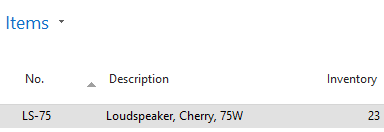 Items
No. Description Inventory
LS-75 Loudspeaker, Cherry, 75W 23